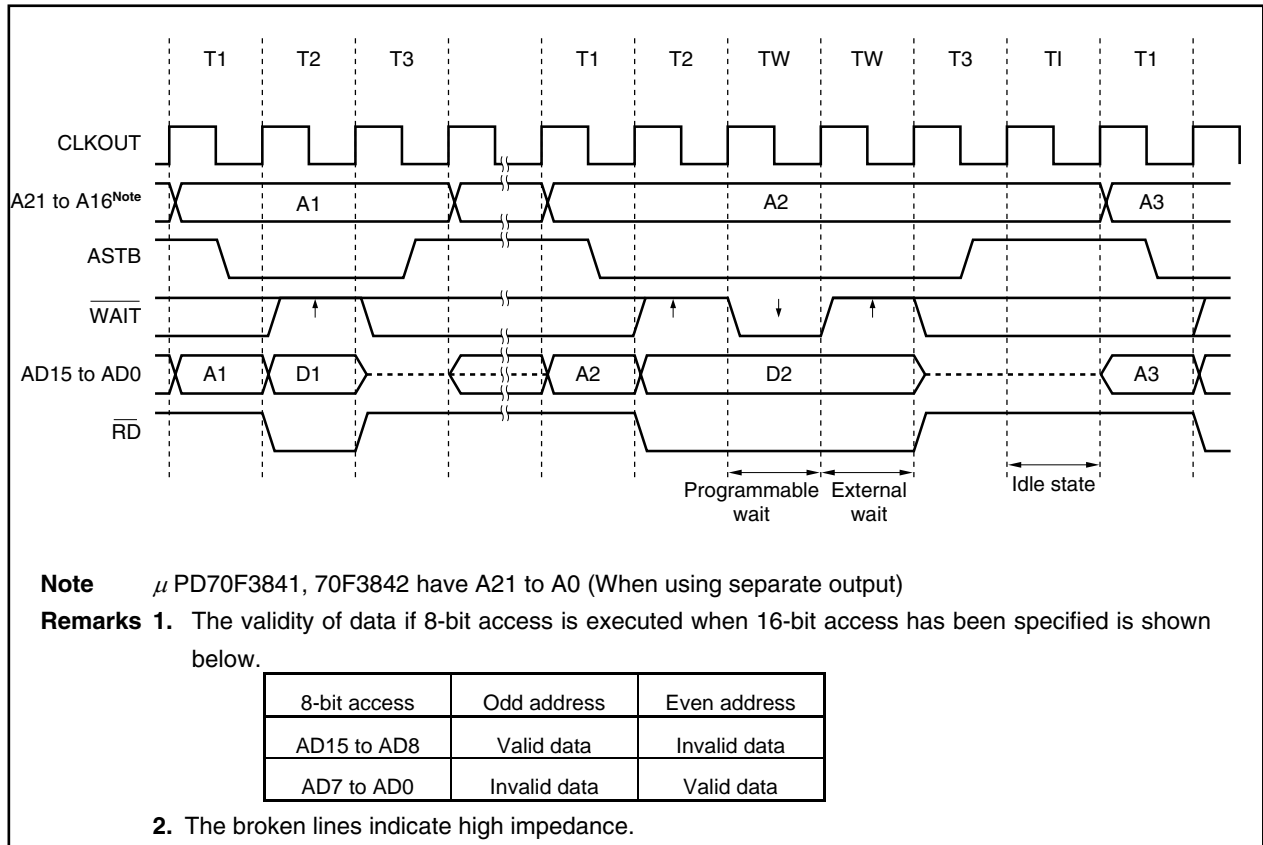 T1 T2 T3 T1 T2 TW TW T3 TI T1
CLKOUT
A21 to A16Note A1 A2 A3
ASTB
WAIT
AD15 to AD0 A1 D1 A2 D2 A3
RD
Programmable wait
External wait
Idle state
Note μ PD70F3841, 70F3842 have A21 to A0 (When using separate output)
Remarks 1. The validity of data if 8-bit access is executed when 16-bit access has been specified is shown
below.
8-bit access Odd address Even address
AD15 to AD8 Valid data Invalid data
AD7 to AD0 Invalid data Valid data
2. The broken lines indicate high impedance.